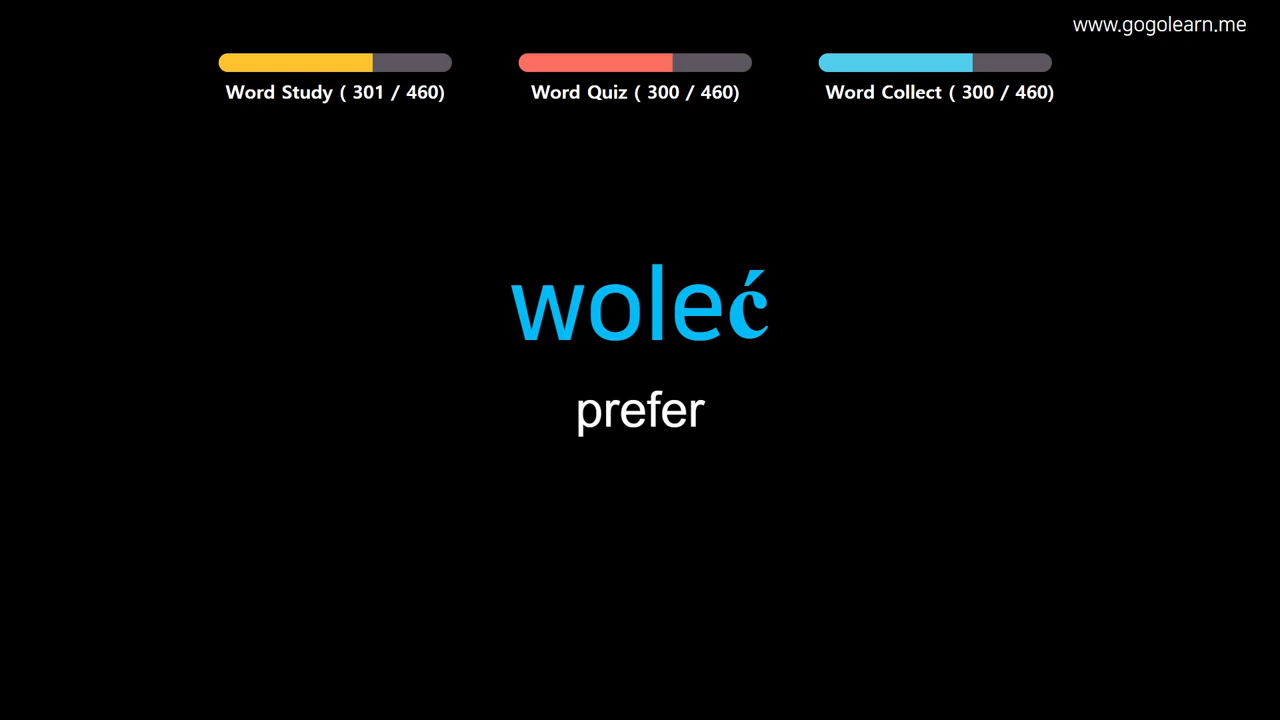 www.gogolearn.me
Word Study ( 301 / 460)
Word Quiz ( 300 / 460)
Word Collect ( 300 / 460)
woleć
prefer